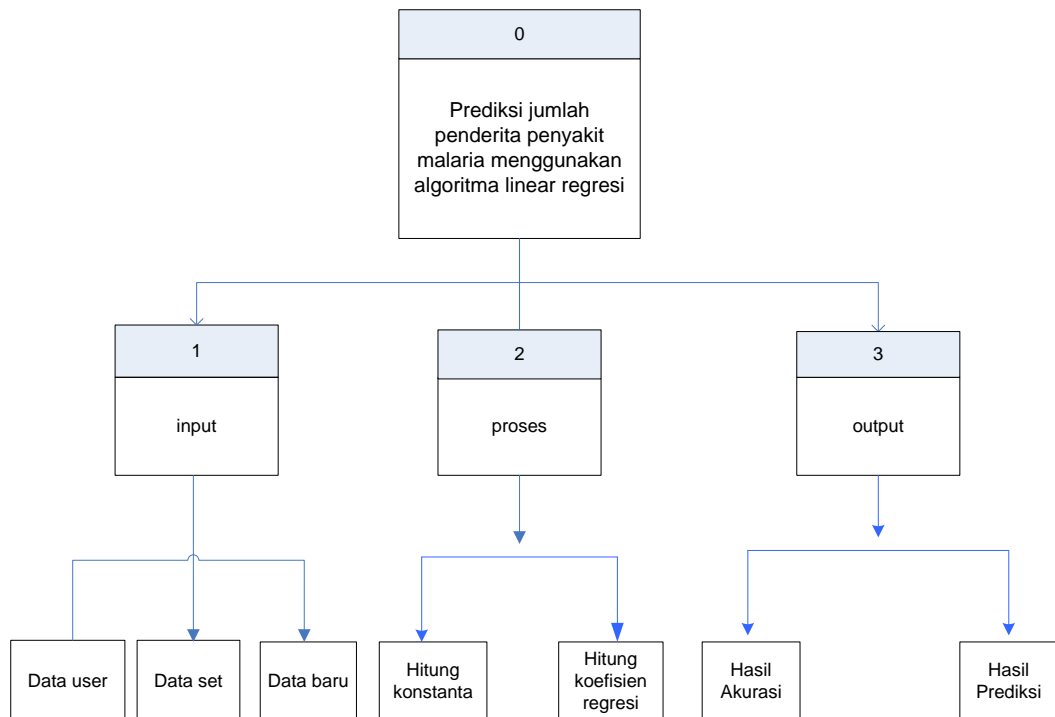 0
Prediksi jumlah
penderita penyakit
malaria menggunakan
algoritma linear regresi
1
input
2
proses
3
output
Data user
Data set
Data baru
Hitung
konstanta
Hitung
koefisien
regresi
Hasil
Akurasi
Hasil
Prediksi